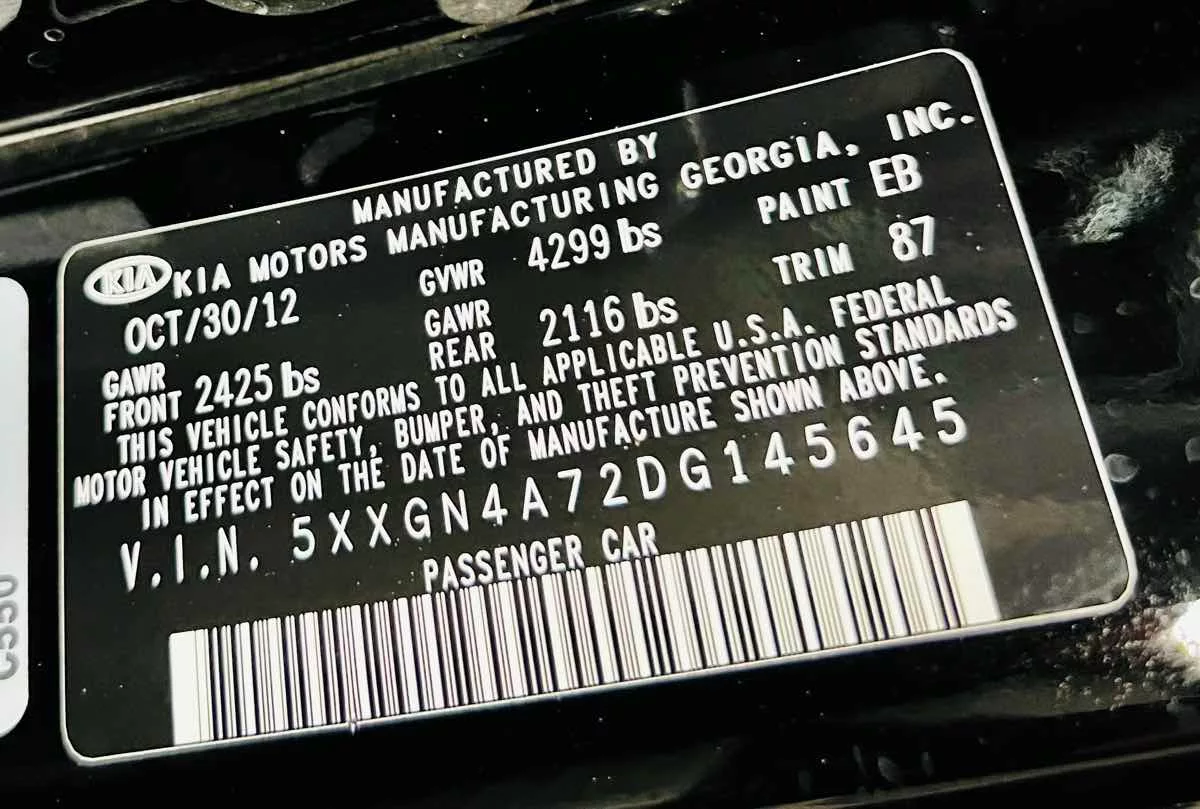 MANUFACTURED BY
KIA KIA MOTORS MANUFACTURING GEORGIA, INC.
OCT/30/12 GVWR 4299 lbs PAINT EB
GAWR FRONT 2425 lbs GAWR REAR 2116 lbs TRIM 87
THIS VEHICLE CONFORMS TO ALL APPLICABLE U.S.A. FEDERAL
MOTOR VEHICLE SAFETY, BUMPER, AND THEFT PREVENTION STANDARDS
IN EFFECT ON THE DATE OF MANUFACTURE SHOWN ABOVE.
V.I.N. 5XXGN4A72DG145645
PASSENGER CAR